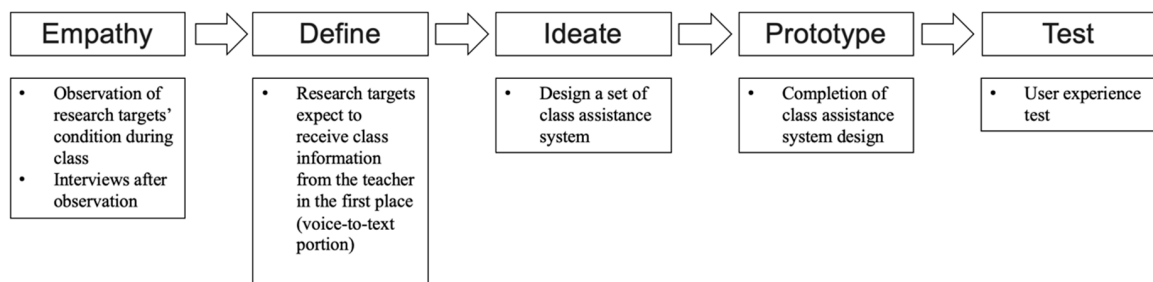 Empathy
Define
Ideate
Prototype
Test
• Observation of
research targets’
condition during
class
• Interviews after
observation
• Research targets
expect to
receive class
information
from the teacher
in the first place
(voice-to-text
portion)
• Design a set of
class assistance
system
• Completion of
class assistance
system design
• User experience
test